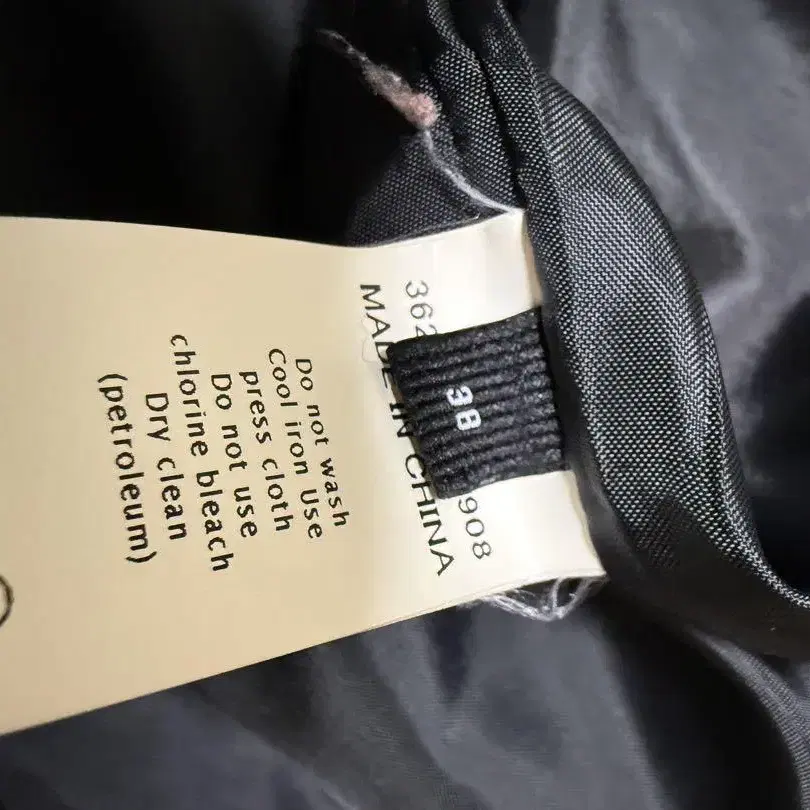 38
362 908
MADE IN CHINA
Do not wash
Cool iron Use
press cloth
Do not use
chlorine bleach
Dry clean
(petroleum)